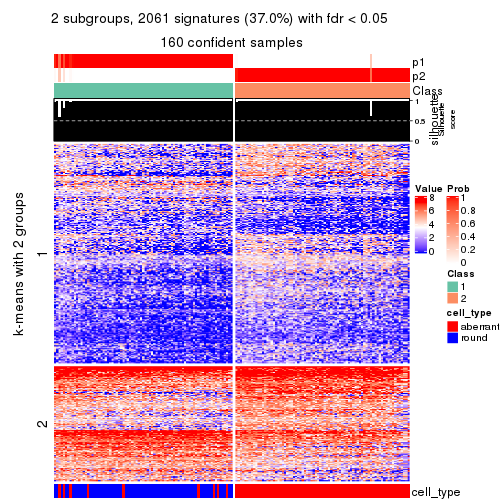 2 subgroups, 2061 signatures (37.0%) with fdr < 0.05
160 confident samples
p1
p2
Class
1
0.5
0
silhouette
Silhouette
score
k-means with 2 groups
1
2
cell_type
Value
8
6
4
2
0
Prob
1
0.8
0.6
0.4
0.2
0
Class
1
2
cell_type
aberrant
round